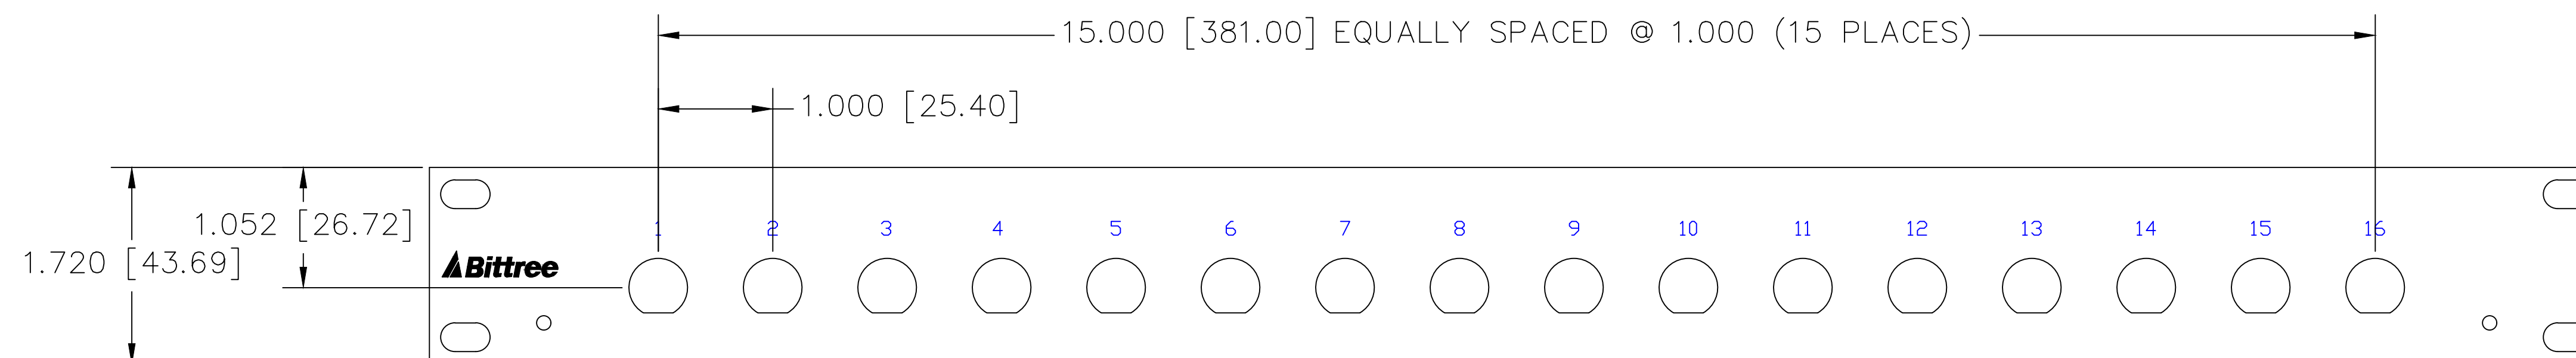 15.000 [381.00] EQUALLY SPACED @ 1.000 (15 PLACES)
1.000 [25.40]
1.052 [26.72]
1.720 [43.69]
1 2 3 4 5 6 7 8 9 10 11 12 13 14 15 16
Bittree